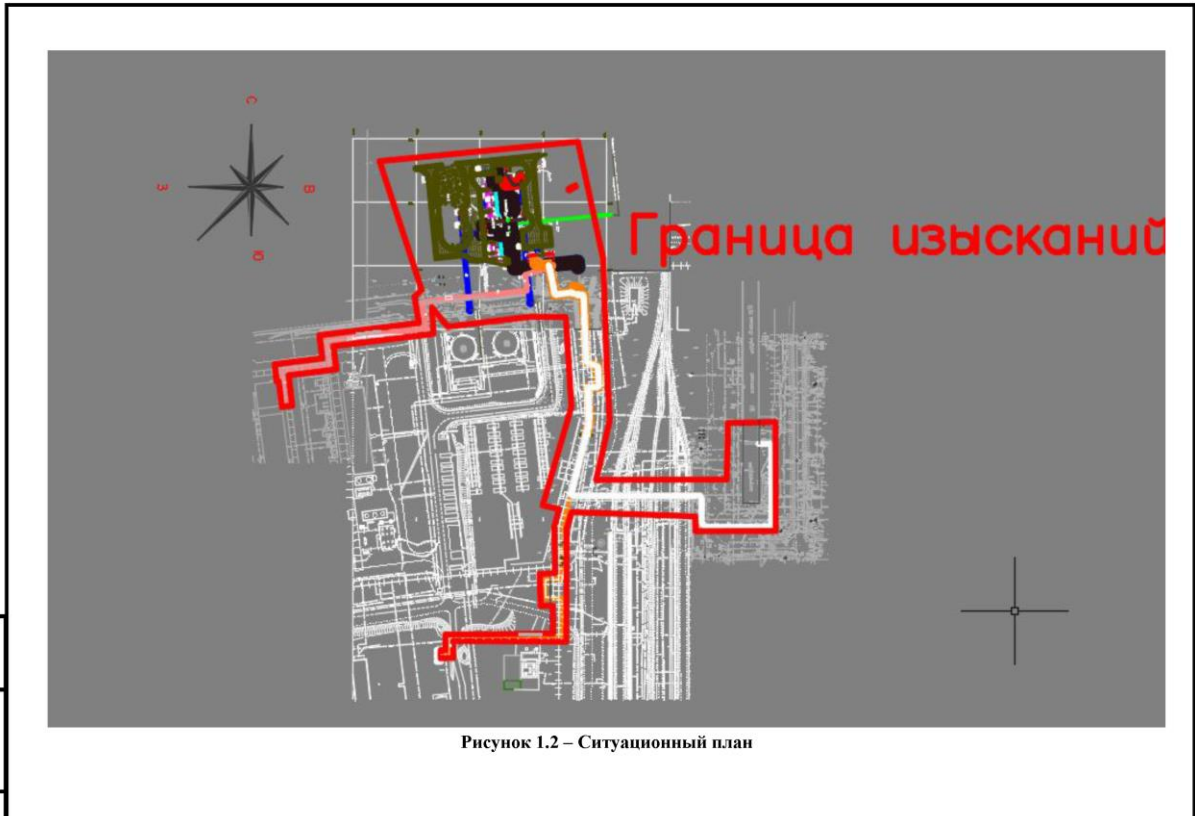 С
З
В
Ю
Граница изысканий
Рисунок 1.2 – Ситуационный план